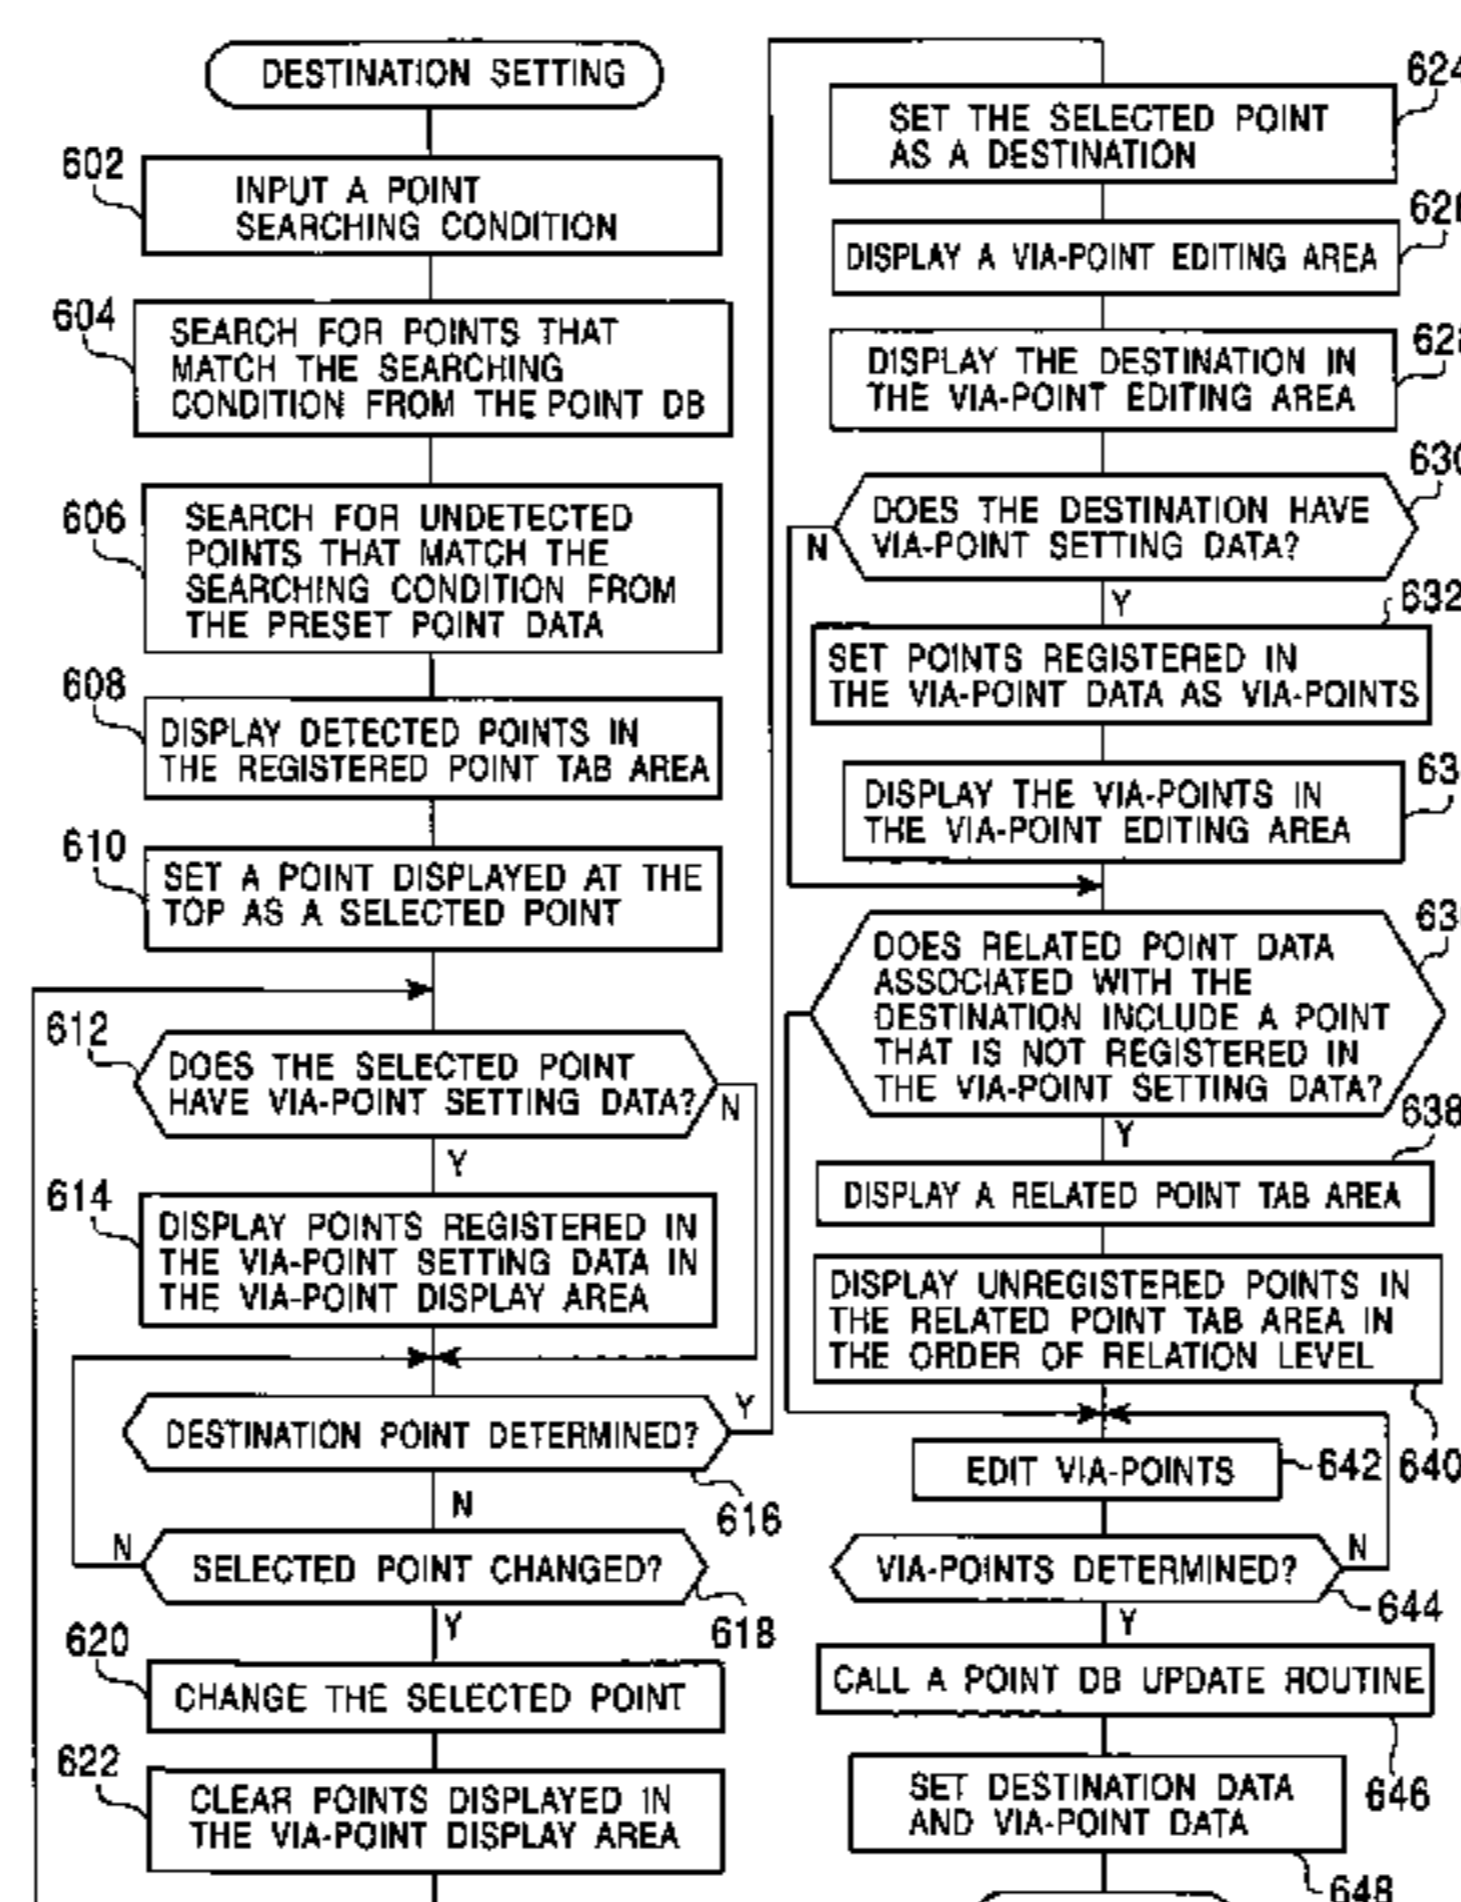 DESTINATION SETTING
602
INPUT A POINT
SEARCHING CONDITION
604
SEARCH FOR POINTS THAT
MATCH THE SEARCHING
CONDITION FROM THE POINT DB
606
SEARCH FOR UNDETECTED
POINTS THAT MATCH THE
SEARCHING CONDITION FROM
THE PRESET POINT DATA
608
DISPLAY DETECTED POINTS IN
THE REGISTERED POINT TAB AREA
610
SET A POINT DISPLAYED AT THE
TOP AS A SELECTED POINT
612
DOES THE SELECTED POINT
HAVE VIA-POINT SETTING DATA?
N
Y
614
DISPLAY POINTS REGISTERED IN
THE VIA-POINT SETTING DATA IN
THE VIA-POINT DISPLAY AREA
DESTINATION POINT DETERMINED?
Y
616
N
SELECTED POINT CHANGED?
N
618
Y
620
CHANGE THE SELECTED POINT
622
CLEAR POINTS DISPLAYED IN
THE VIA-POINT DISPLAY AREA
624
SET THE SELECTED POINT
AS A DESTINATION
DISPLAY A VIA-POINT EDITING AREA
DISPLAY THE DESTINATION IN
THE VIA-POINT EDITING AREA
630
DOES THE DESTINATION HAVE
VIA-POINT SETTING DATA?
N
Y
632
SET POINTS REGISTERED IN
THE VIA-POINT DATA AS VIA-POINTS
DISPLAY THE VIA-POINTS IN
THE VIA-POINT EDITING AREA
DOES RELATED POINT DATA
ASSOCIATED WITH THE
DESTINATION INCLUDE A POINT
THAT IS NOT REGISTERED IN
THE VIA-POINT SETTING DATA?
Y
638
DISPLAY A RELATED POINT TAB AREA
DISPLAY UNREGISTERED POINTS IN
THE RELATED POINT TAB AREA IN
THE ORDER OF RELATION LEVEL
640
EDIT VIA-POINTS
642
VIA-POINTS DETERMINED?
N
644
Y
CALL A POINT DB UPDATE ROUTINE
646
SET DESTINATION DATA
AND VIA-POINT DATA
648